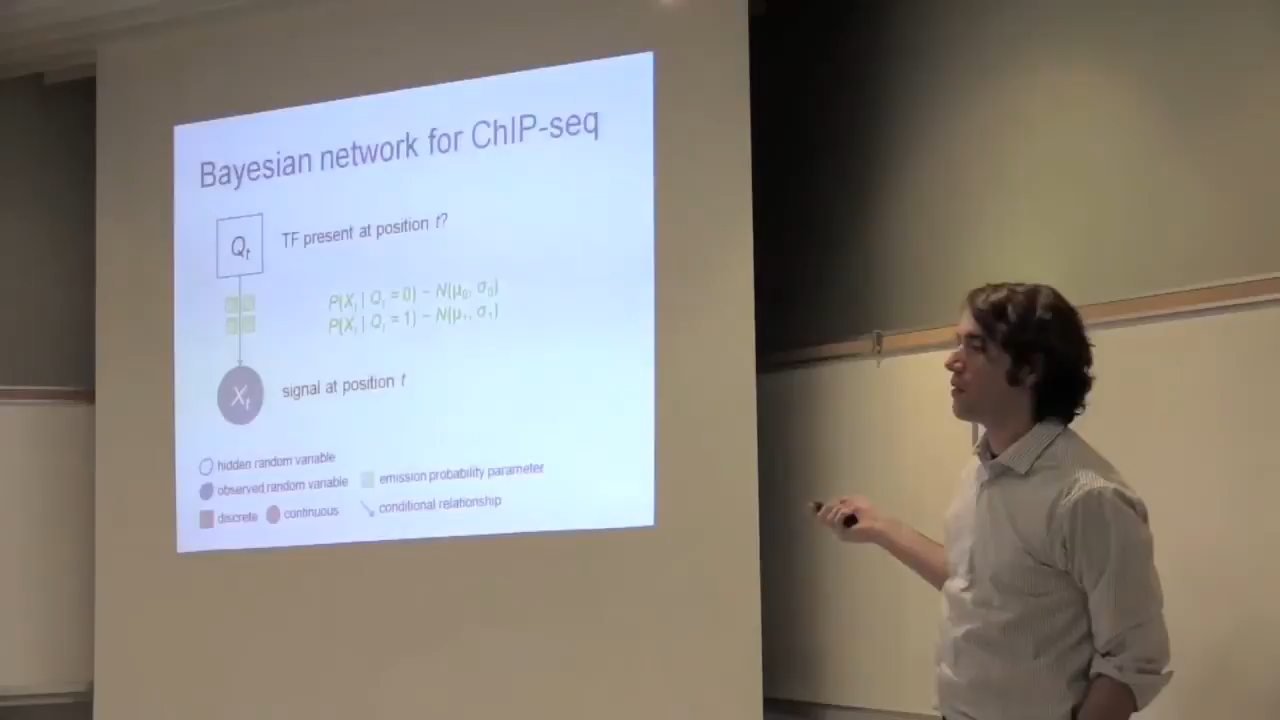 Bayesian network for ChIP-seq
Qt
TF present at position t?
P(Xt | Qt = 0) ~ N(μ0, σ0)
P(Xt | Qt = 1) ~ N(μ1, σ1)
Xt
signal at position t
hidden random variable
observed random variable
emission probability parameter
discrete
continuous
conditional relationship